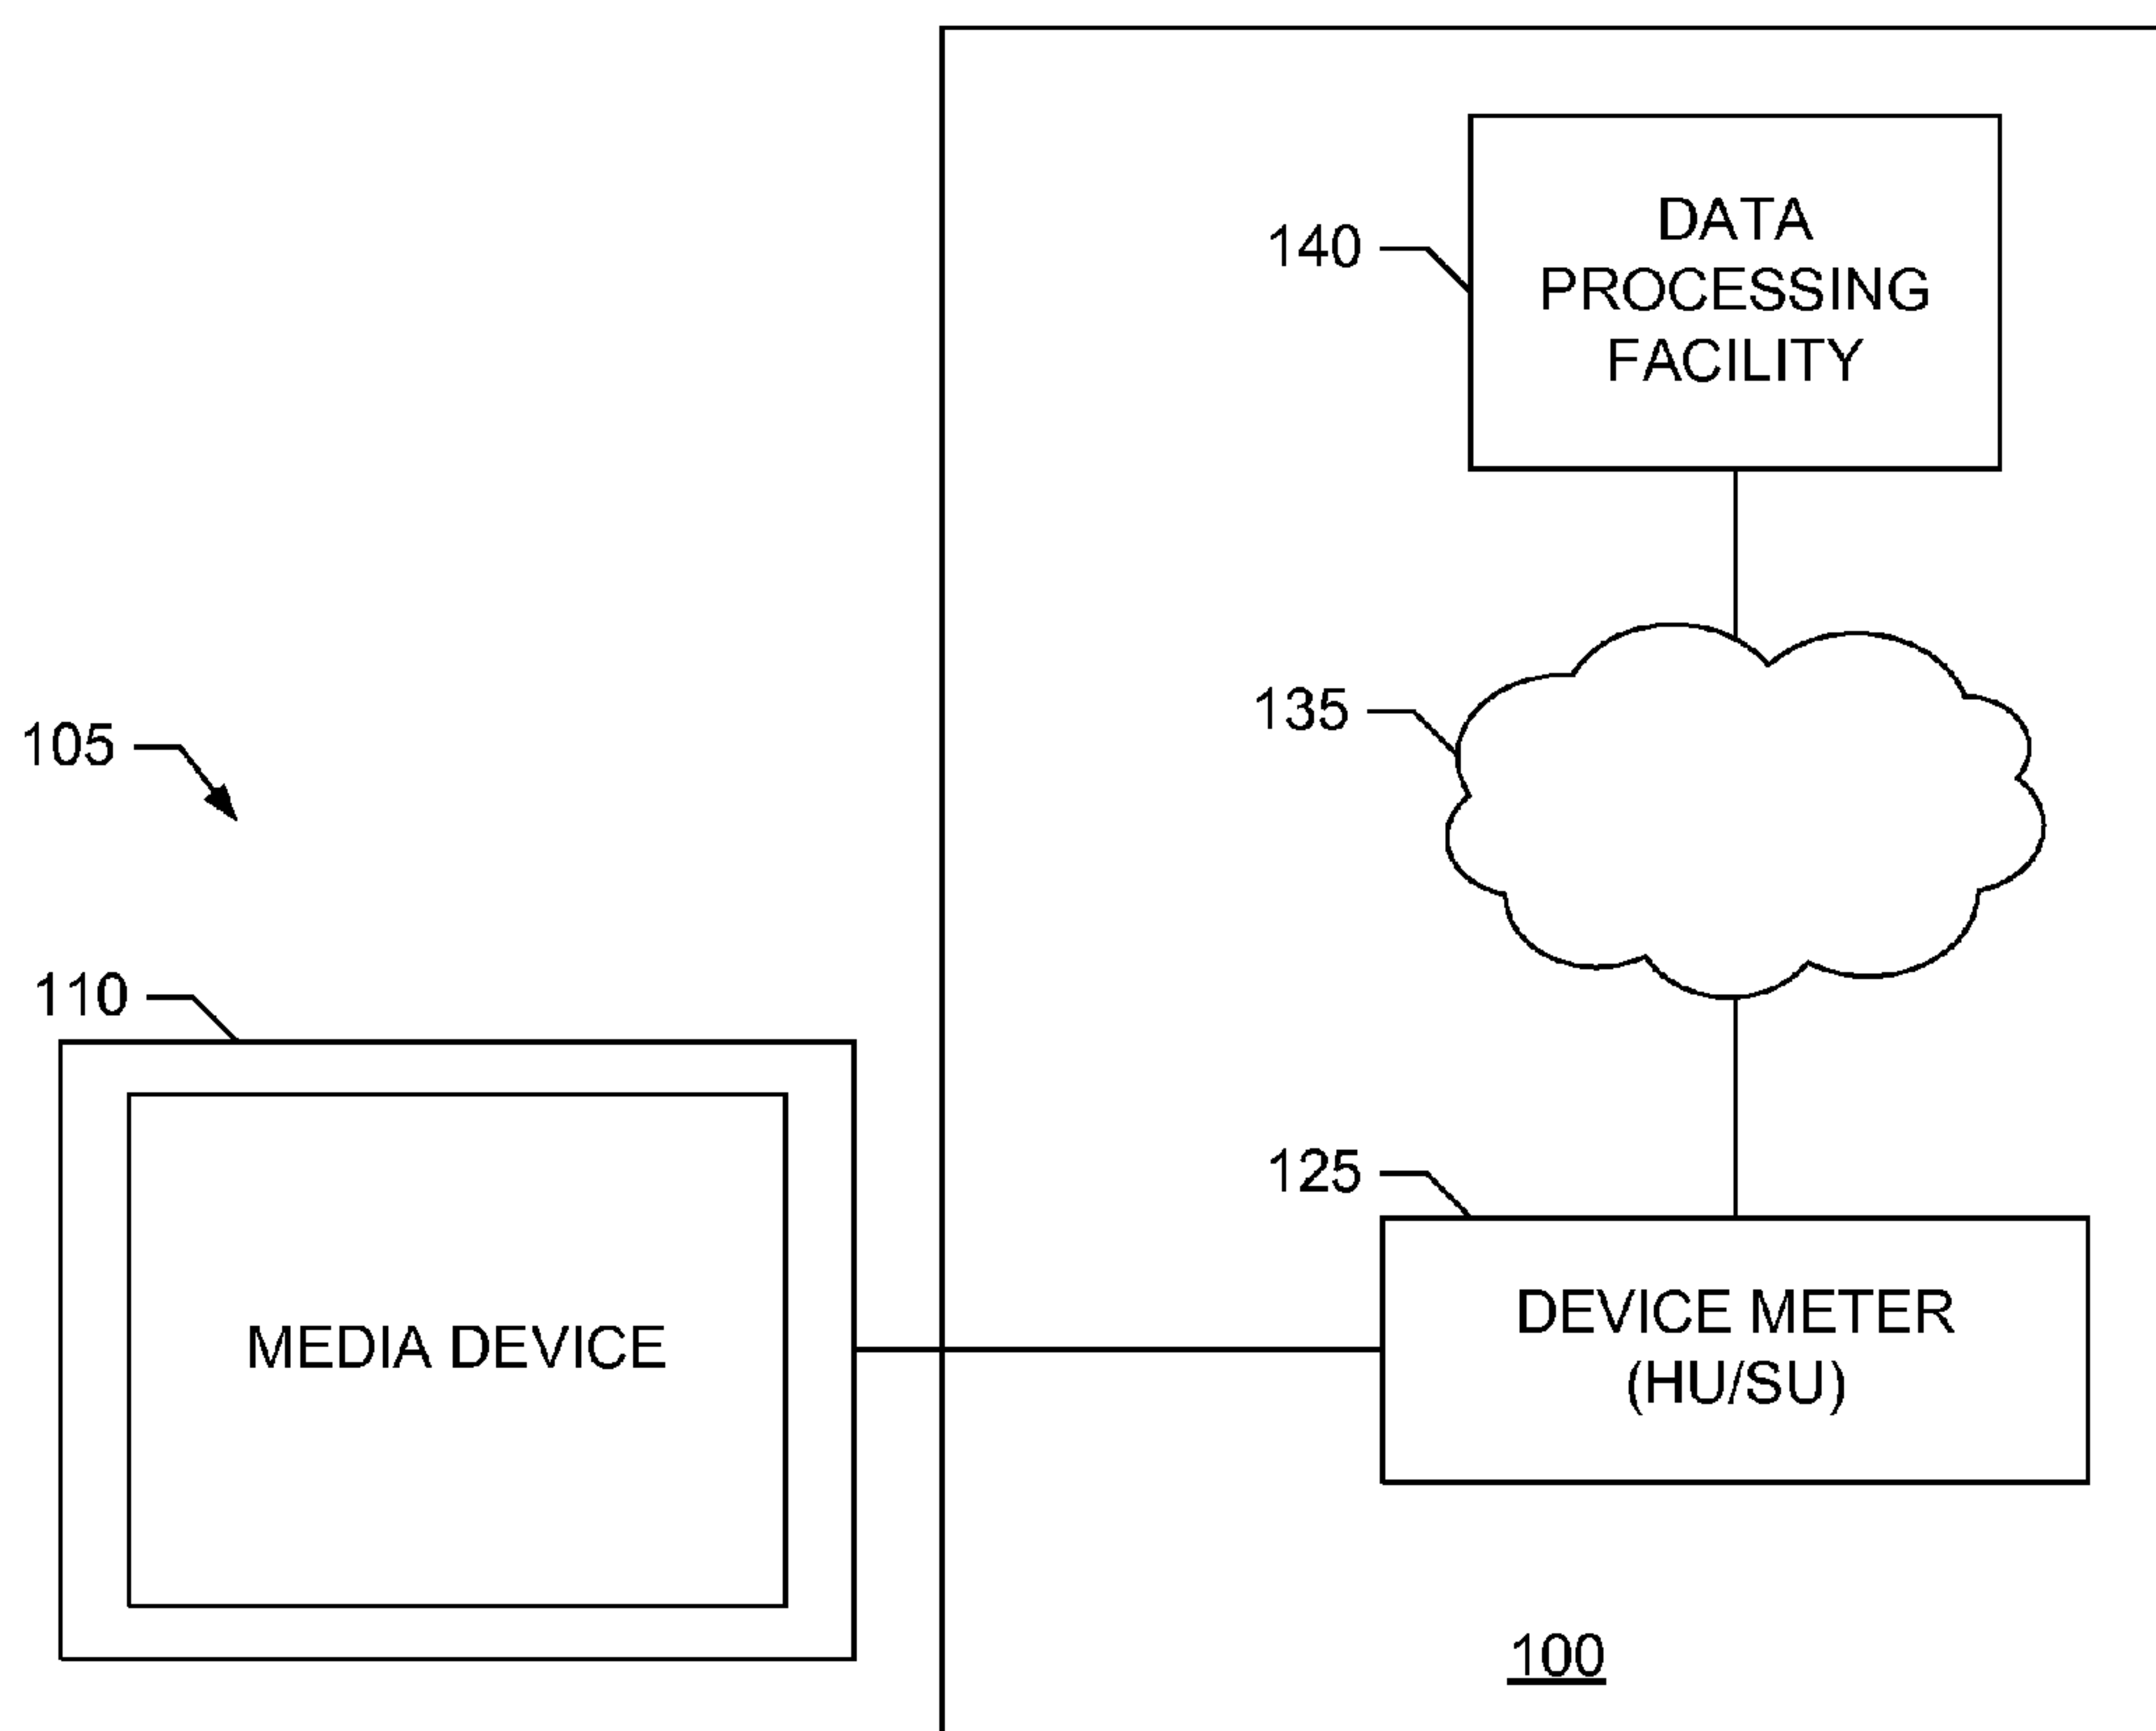 140
DATA
PROCESSING
FACILITY
135
105
110
125
MEDIA DEVICE
DEVICE METER
(HU/SU)
100